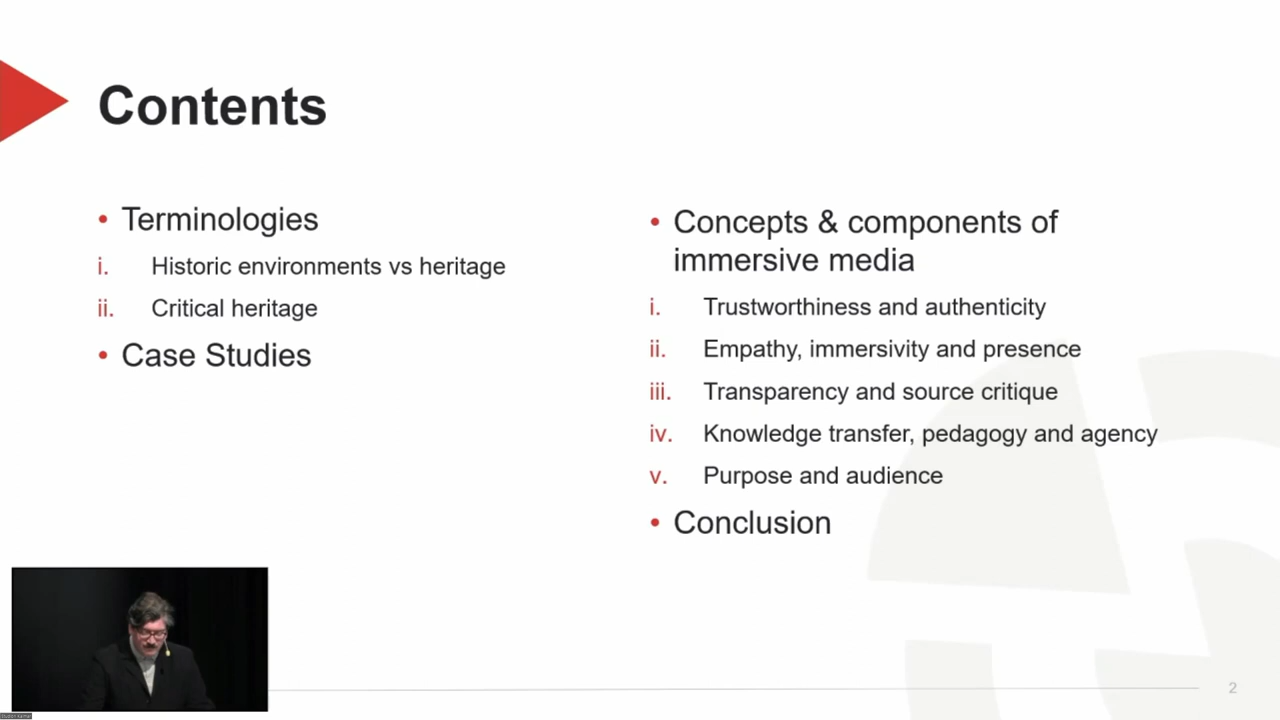 Contents
• Terminologies
i. Historic environments vs heritage
ii. Critical heritage
• Case Studies
• Concepts & components of
immersive media
i. Trustworthiness and authenticity
ii. Empathy, immersivity and presence
iii. Transparency and source critique
iv. Knowledge transfer, pedagogy and agency
v. Purpose and audience
• Conclusion
2